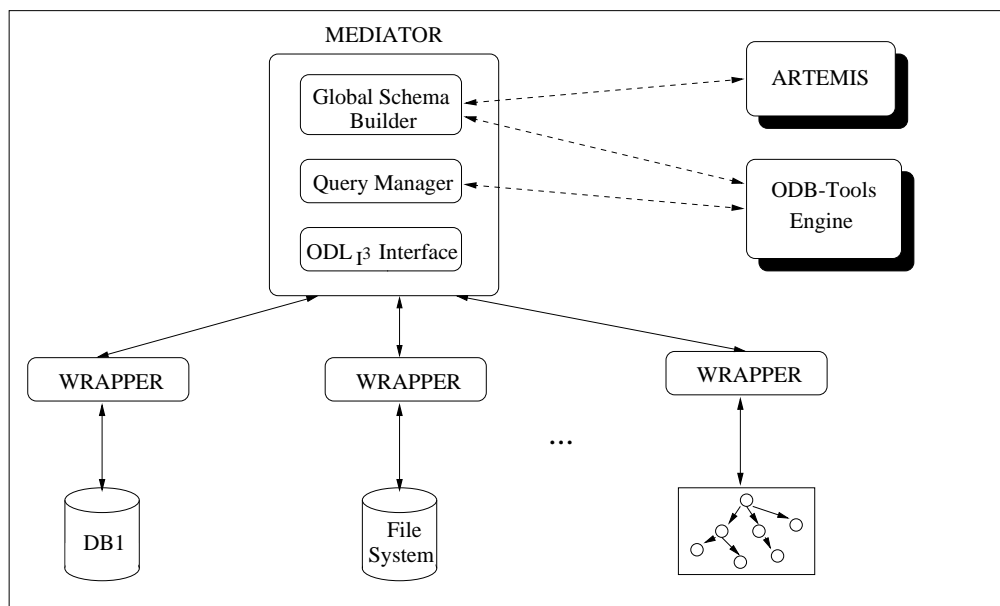 MEDIATOR
Global Schema
Builder
Query Manager
ODL I3 Interface
ARTEMIS
ODB-Tools
Engine
WRAPPER
WRAPPER
WRAPPER
...
DB1
File
System